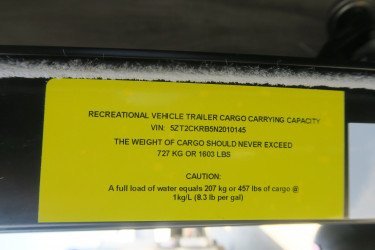 RECREATIONAL VEHICLE TRAILER CARGO CARRYING CAPACITY
VIN: 5ZT2CKRB5N2010145
THE WEIGHT OF CARGO SHOULD NEVER EXCEED
727 KG OR 1603 LBS
CAUTION:
A full load of water equals 207 kg or 457 lbs of cargo @
1kg/L (8.3 lb per gal)